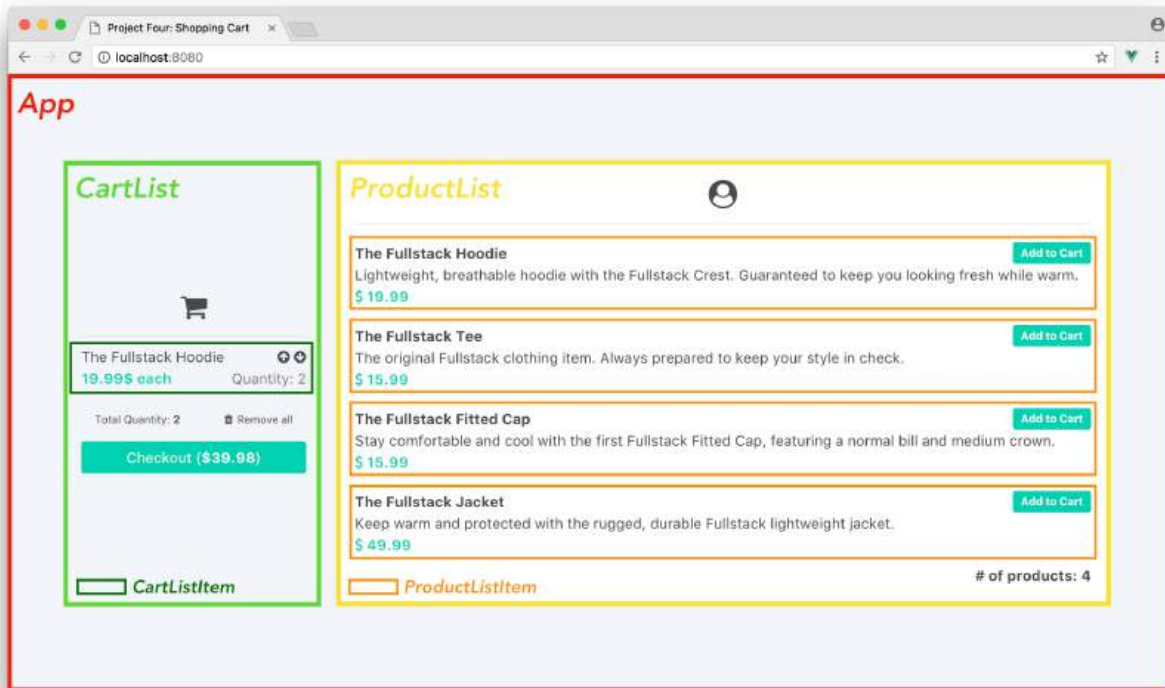 Project Four: Shopping Cart
localhost:8080
App
CartList
The Fullstack Hoodie
19.99$ each Quantity: 2
Total Quantity: 2 Remove all
Checkout ($39.98)
CartListItem
ProductList
The Fullstack Hoodie Add to Cart
Lightweight, breathable hoodie with the Fullstack Crest. Guaranteed to keep you looking fresh while warm.
$ 19.99
The Fullstack Tee Add to Cart
The original Fullstack clothing item. Always prepared to keep your style in check.
$ 15.99
The Fullstack Fitted Cap Add to Cart
Stay comfortable and cool with the first Fullstack Fitted Cap, featuring a normal bill and medium crown.
$ 15.99
The Fullstack Jacket Add to Cart
Keep warm and protected with the rugged, durable Fullstack lightweight jacket.
$ 49.99
# of products: 4
ProductListItem